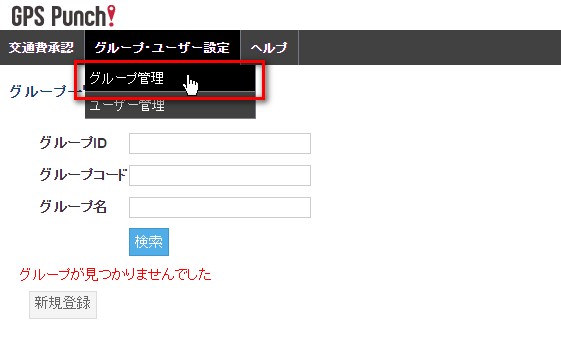 GPS Punch!
交通費承認 グループ・ユーザー設定 ヘルプ
グループ管理
グループ一
ユーザー管理
グループID
グループコード
グループ名
検索
グループが見つかりませんでした
新規登録